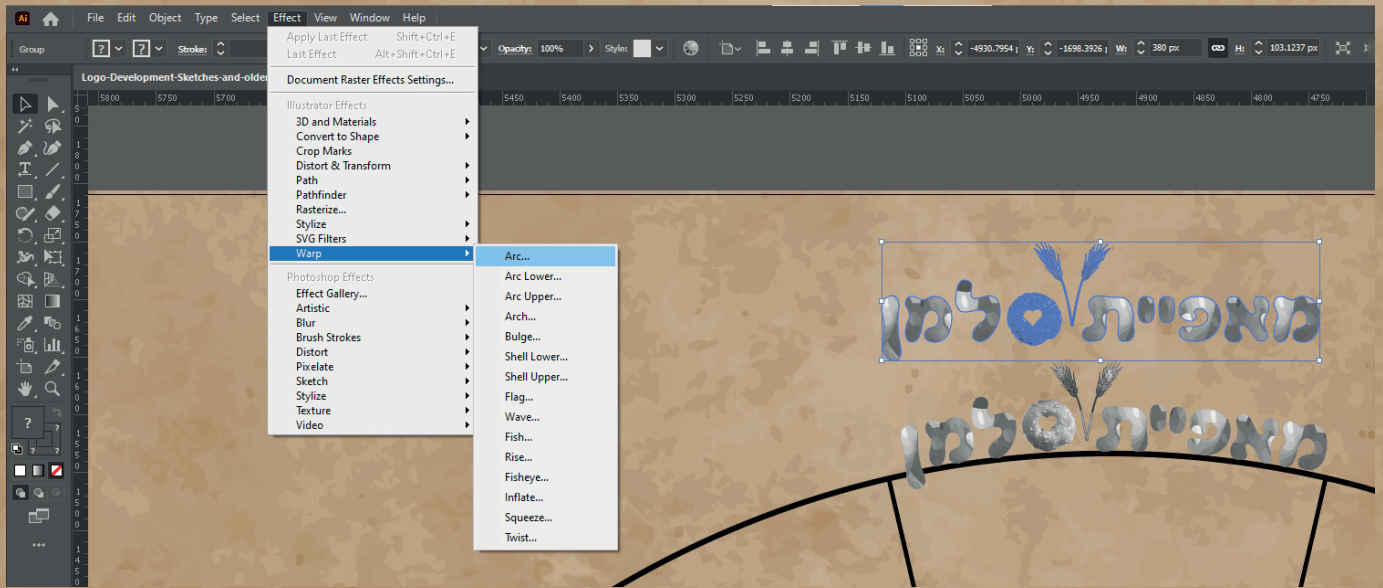 Ai File Edit Object Type Select Effect View Window Help
Group ? ? Stroke: Opacity: 100% Style: X: -4930.7954 Y: -1698.3926 W: 380 px H: 103.1237 px
Logo-Development-Sketches-and-older
5800 5750 5700 5450 5400 5350 5300 5250 5200 5150 5100 5050 5000 4950 4900 4850 4800 4750
Apply Last Effect Shift+Ctrl+E
Last Effect Alt+Shift+Ctrl+E
Document Raster Effects Settings...
Illustrator Effects
3D and Materials
Convert to Shape
Crop Marks
Distort & Transform
Path
Pathfinder
Rasterize...
Stylize
SVG Filters
Warp
Photoshop Effects
Effect Gallery...
Artistic
Blur
Brush Strokes
Distort
Pixelate
Sketch
Stylize
Texture
Video
Arc...
Arc Lower...
Arc Upper...
Arch...
Bulge...
Shell Lower...
Shell Upper...
Flag...
Wave...
Fish...
Rise...
Fisheye...
Inflate...
Squeeze...
Twist...
מאפיית סלמן
מאפיית סלמן